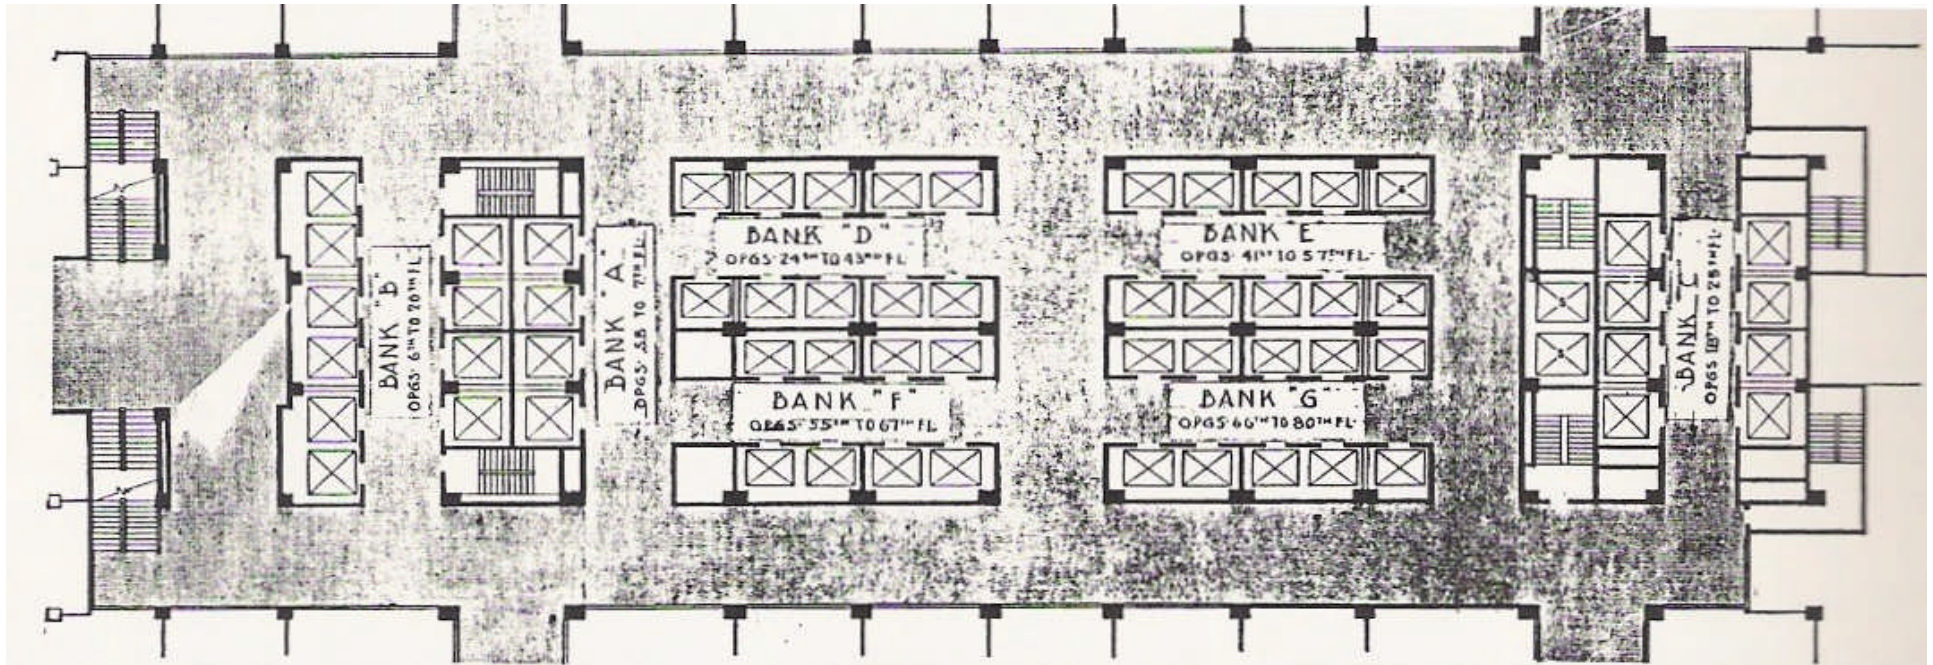 BANK "B"
OPGS· 6TH TO 20TH FL·
BANK "A"
OPGS· SB TO 7TH FL·
BANK "D"
OPGS· 24TH TO 43RD FL
BANK "E"
OPGS· 41ST TO 57TH FL·
BANK "F"
OPGS· 55TH TO 67TH FL
BANK "G"
OPGS· 66TH TO 80TH FL·
BANK "C"
OPGS 18TH TO 25TH FL·
S
S
S
S